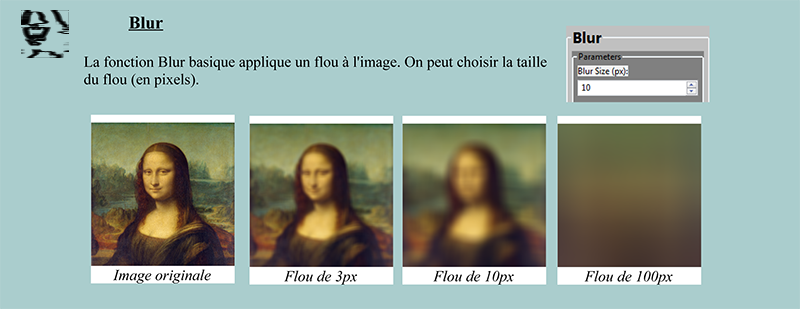 Blur
La fonction Blur basique applique un flou à l'image. On peut choisir la taille
du flou (en pixels).
Blur
Parameters
Blur Size (px):
10
Image originale
Flou de 3px
Flou de 10px
Flou de 100px